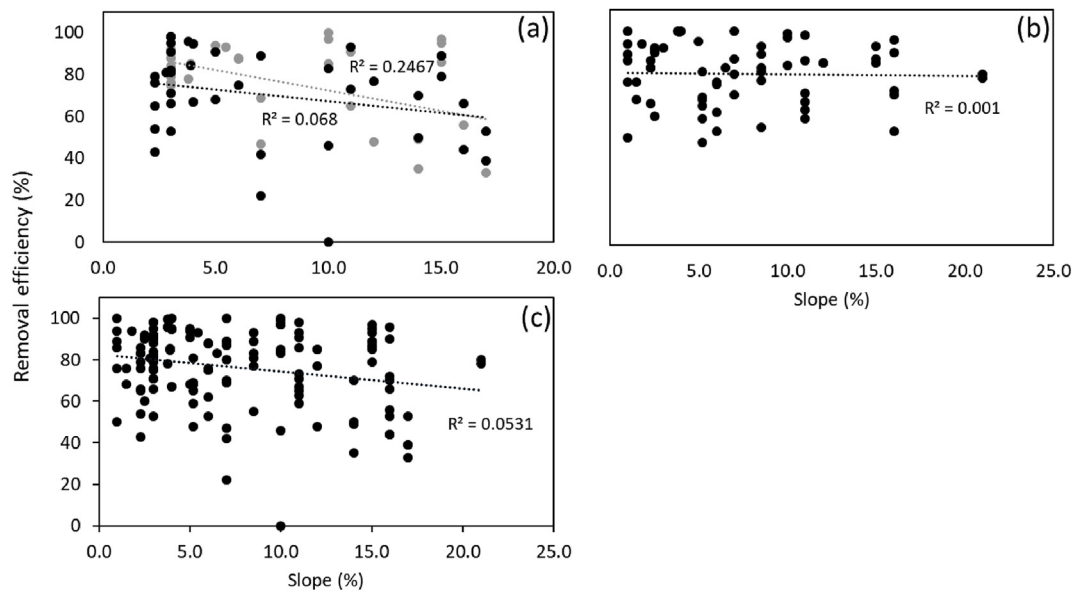 Removal efficiency (%)
(a)
100
80
60
40
20
0
0.0 5.0 10.0 15.0 20.0
R² = 0.2467
R² = 0.068
(b)
R² = 0.001
0.0 5.0 10.0 15.0 20.0 25.0
Slope (%)
(c)
100
80
60
40
20
0
R² = 0.0531
0.0 5.0 10.0 15.0 20.0 25.0
Slope (%)